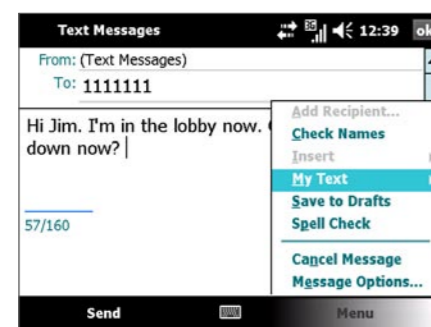 Text Messages 3G 12:39 ok
From: (Text Messages)
To: 1111111
Hi Jim. I'm in the lobby now.
down now?
57/160
Add Recipient...
Check Names
Insert
My Text
Save to Drafts
Spell Check
Cancel Message
Message Options...
Send Menu